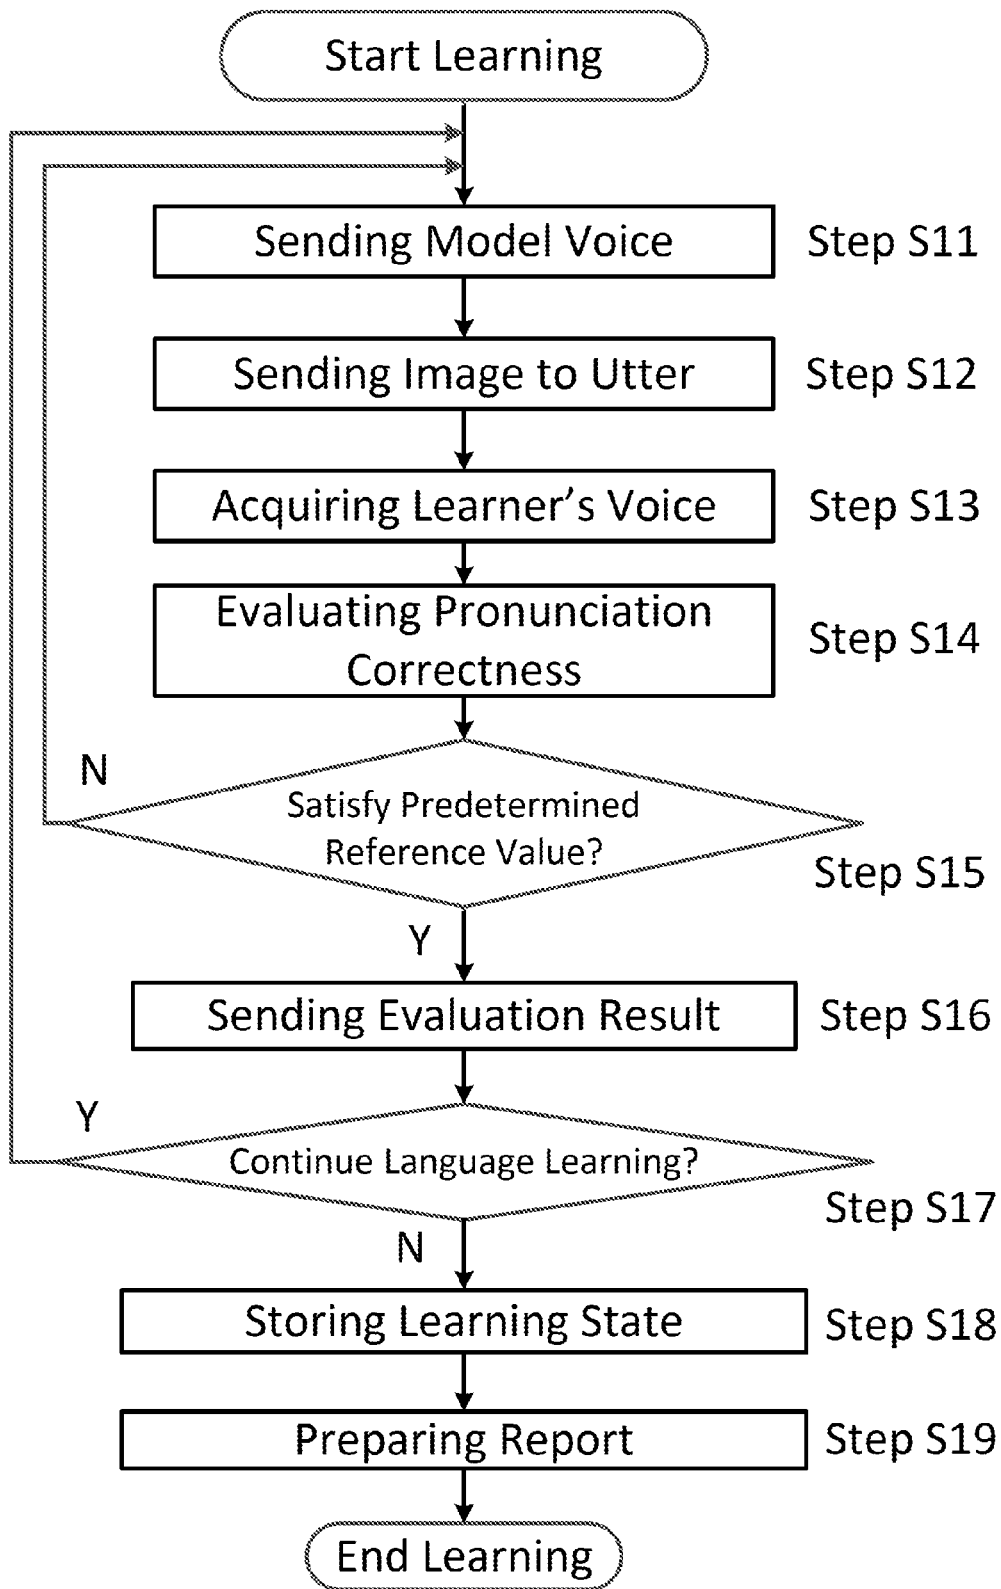 Start Learning
Sending Model Voice
Step S11
Sending Image to Utter
Step S12
Acquiring Learner’s Voice
Step S13
Evaluating Pronunciation
Correctness
Step S14
N
Satisfy Predetermined
Reference Value?
Step S15
Y
Sending Evaluation Result
Step S16
Y
Continue Language Learning?
Step S17
N
Storing Learning State
Step S18
Preparing Report
Step S19
End Learning